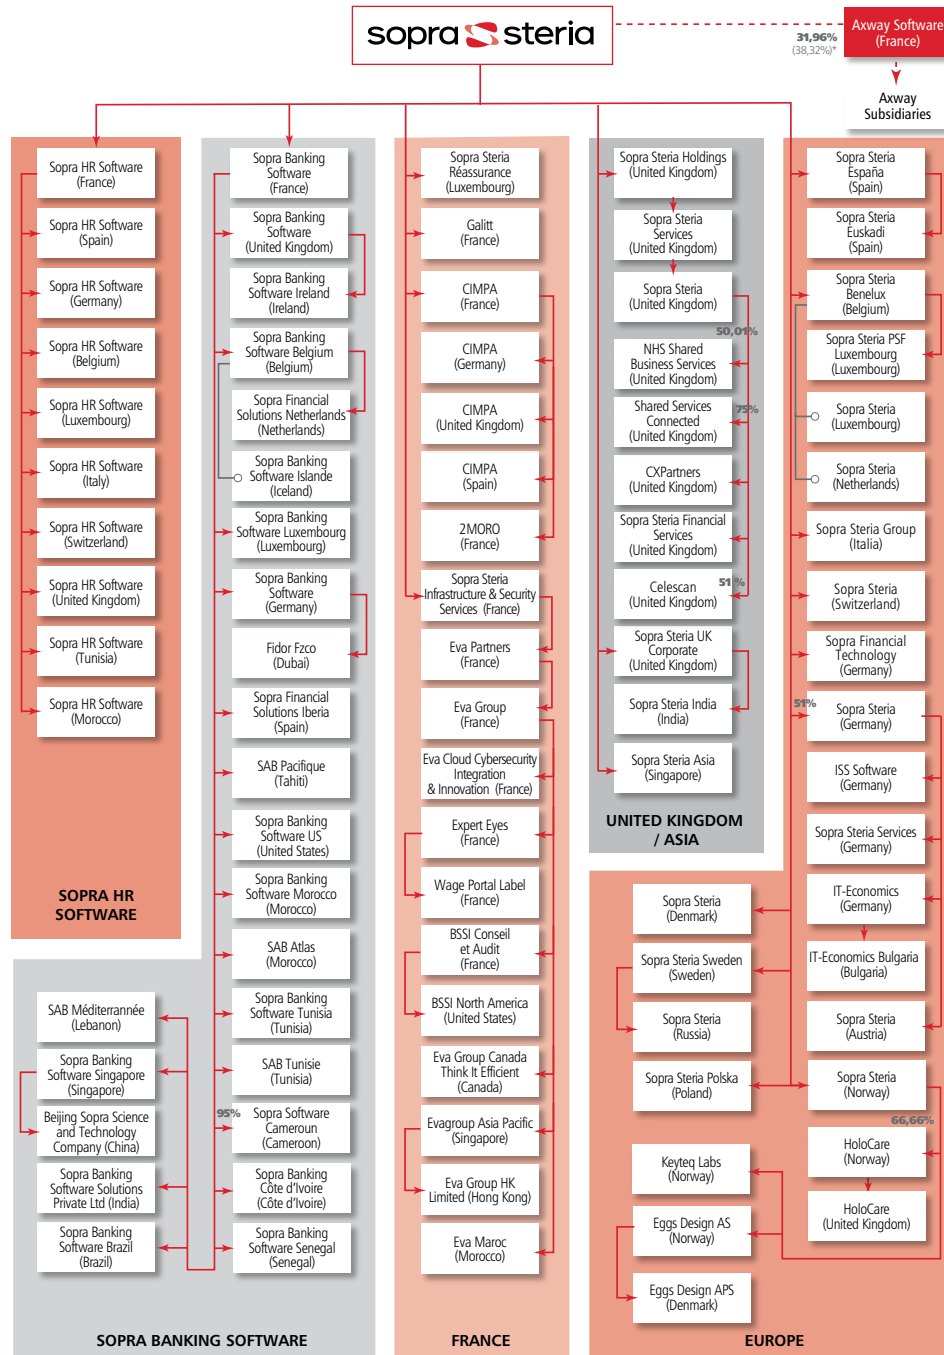 sopra steria
31,96%
(38,32%)*
Axway Software
(France)
Axway
Subsidiaries
Sopra HR Software
(France)
Sopra HR Software
(Spain)
Sopra HR Software
(Germany)
Sopra HR Software
(Belgium)
Sopra HR Software
(Luxembourg)
Sopra HR Software
(Italy)
Sopra HR Software
(Switzerland)
Sopra HR Software
(United Kingdom)
Sopra HR Software
(Tunisia)
Sopra HR Software
(Morocco)
SOPRA HR
SOFTWARE
Sopra Banking
Software
(France)
Sopra Banking
Software
(United Kingdom)
Sopra Banking
Software Ireland
(Ireland)
Sopra Banking
Software Belgium
(Belgium)
Sopra Financial
Solutions Netherlands
(Netherlands)
Sopra Banking
Software Islande
(Iceland)
Sopra Banking
Software Luxembourg
(Luxembourg)
Sopra Banking
Software
(Germany)
Fidor Fzco
(Dubai)
Sopra Financial
Solutions Iberia
(Spain)
SAB Pacifique
(Tahiti)
Sopra Banking
Software US
(United States)
Sopra Banking
Software Morocco
(Morocco)
SAB Atlas
(Morocco)
Sopra Banking
Software Tunisia
(Tunisia)
SAB Tunisie
(Tunisia)
95%
Sopra Software
Cameroun
(Cameroon)
Sopra Banking
Côte d'Ivoire
(Côte d'Ivoire)
Sopra Banking
Software Senegal
(Senegal)
SAB Méditerrannée
(Lebanon)
Sopra Banking
Software Singapore
(Singapore)
Beijing Sopra Science
and Technology
Company (China)
Sopra Banking
Software Solutions
Private Ltd (India)
Sopra Banking
Software Brazil
(Brazil)
SOPRA BANKING SOFTWARE
Sopra Steria
Réassurance
(Luxembourg)
Galitt
(France)
CIMPA
(France)
CIMPA
(Germany)
CIMPA
(United Kingdom)
CIMPA
(Spain)
2MORO
(France)
Sopra Steria
Infrastructure & Security
Services (France)
Eva Partners
(France)
Eva Group
(France)
Eva Cloud Cybersecurity
Integration
& Innovation (France)
Expert Eyes
(France)
Wage Portal Label
(France)
BSSI Conseil
et Audit
(France)
BSSI North America
(United States)
Eva Group Canada
Think It Efficient
(Canada)
Evagroup Asia Pacific
(Singapore)
Eva Group HK
Limited (Hong Kong)
Eva Maroc
(Morocco)
FRANCE
Sopra Steria Holdings
(United Kingdom)
Sopra Steria
Services
(United Kingdom)
Sopra Steria
(United Kingdom)
50,01%
NHS Shared
Business Services
(United Kingdom)
Shared Services
Connected
(United Kingdom)
75%
CXPartners
(United Kingdom)
Sopra Steria Financial
Services
(United Kingdom)
Celescan
(United Kingdom)
51%
Sopra Steria UK
Corporate
(United Kingdom)
Sopra Steria India
(India)
Sopra Steria Asia
(Singapore)
UNITED KINGDOM
/ ASIA
Sopra Steria
España
(Spain)
Sopra Steria
Euskadi
(Spain)
Sopra Steria
Benelux
(Belgium)
Sopra Steria PSF
Luxembourg
(Luxembourg)
Sopra Steria
(Luxembourg)
Sopra Steria
(Netherlands)
Sopra Steria Group
(Italia)
Sopra Steria
(Switzerland)
Sopra Financial
Technology
(Germany)
51%
Sopra Steria
(Germany)
ISS Software
(Germany)
Sopra Steria Services
(Germany)
IT-Economics
(Germany)
IT-Economics Bulgaria
(Bulgaria)
Sopra Steria
(Austria)
Sopra Steria
(Norway)
66,66%
HoloCare
(Norway)
HoloCare
(United Kingdom)
Sopra Steria
(Denmark)
Sopra Steria Sweden
(Sweden)
Sopra Steria
(Russia)
Sopra Steria Polska
(Poland)
Keyteq Labs
(Norway)
Eggs Design AS
(Norway)
Eggs Design APS
(Denmark)
EUROPE